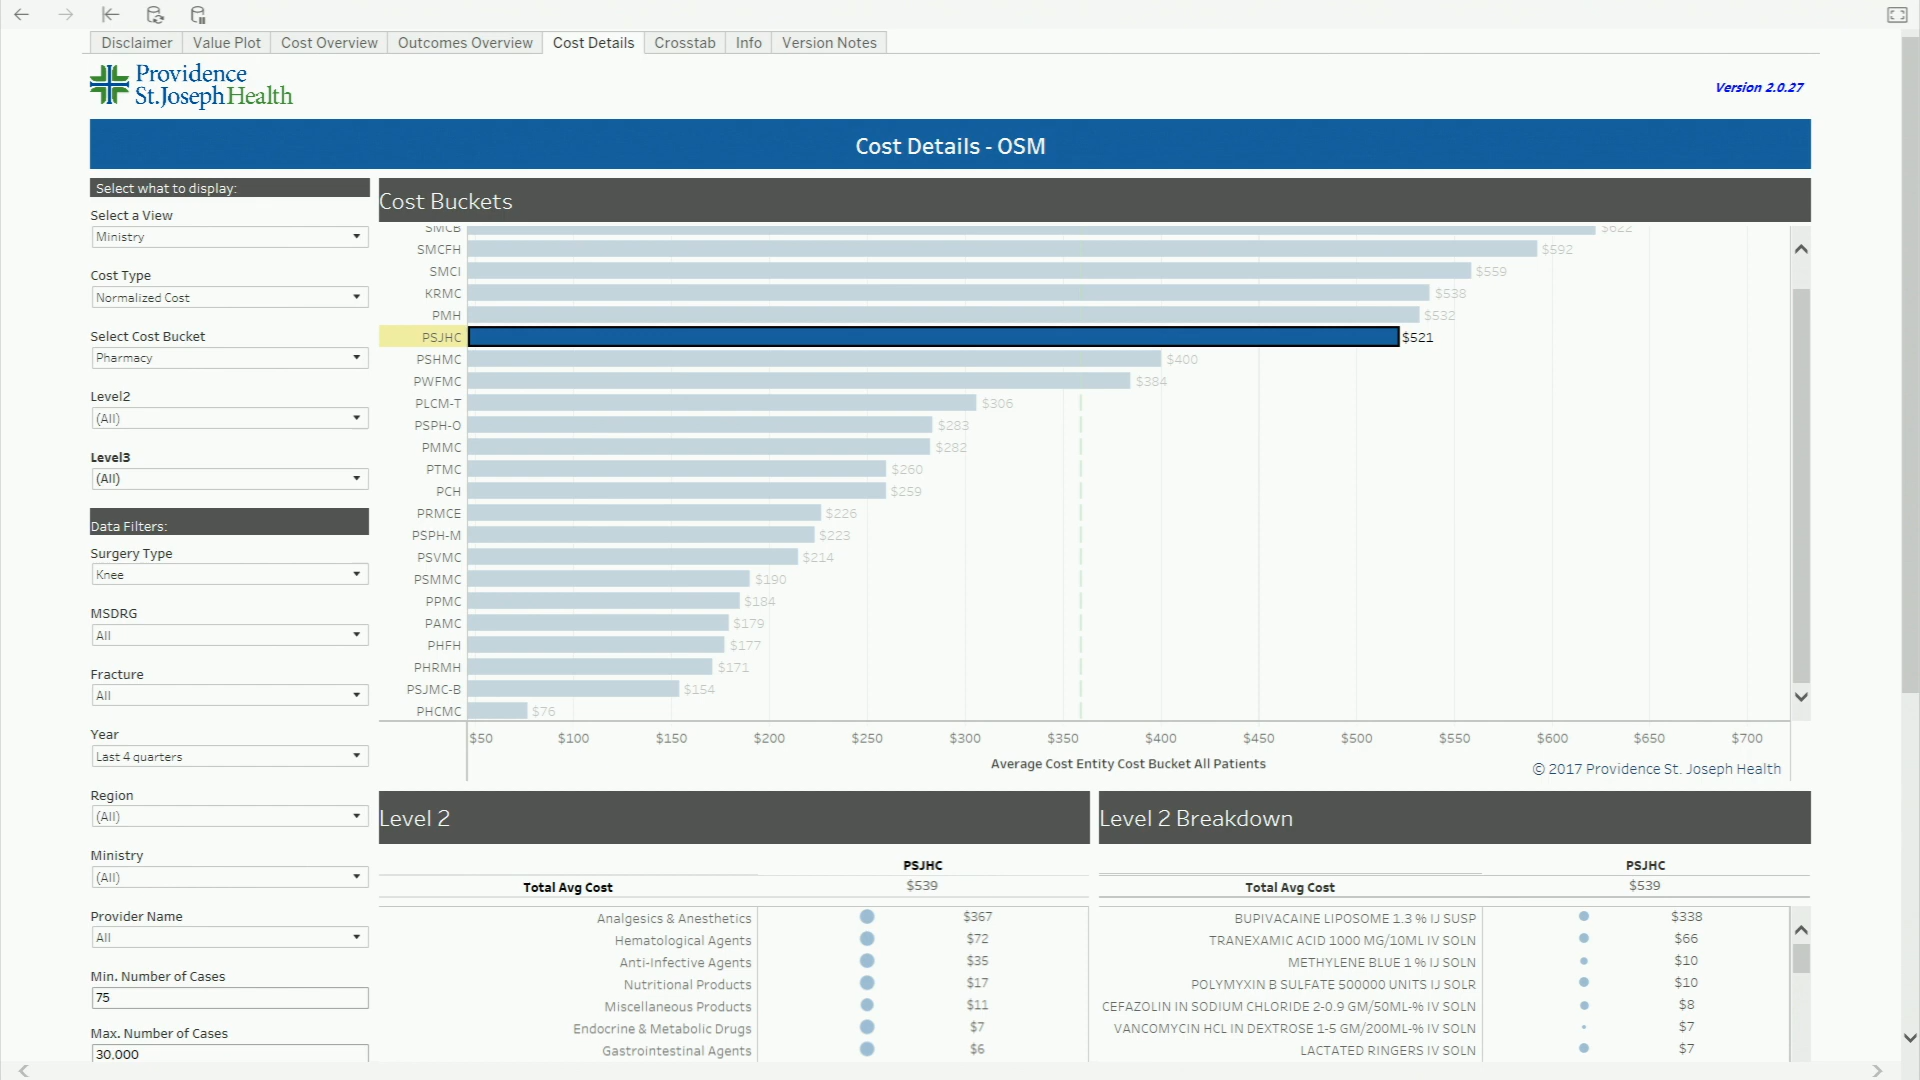 Disclaimer Value Plot Cost Overview Outcomes Overview Cost Details Crosstab Info Version Notes
Providence
St.JosephHealth
Version 2.0.27
Cost Details - OSM
Select what to display:
Select a View
Ministry
Cost Type
Normalized Cost
Select Cost Bucket
Pharmacy
Level2
(All)
Level3
(All)
Data Filters:
Surgery Type
Knee
MSDRG
All
Fracture
All
Year
Last 4 quarters
Region
(All)
Ministry
(All)
Provider Name
All
Min. Number of Cases
75
Max. Number of Cases
30,000
Cost Buckets
SMCB $622
SMCFH $592
SMCI $559
KRMC $538
PMH $532
PSJHC $521
PSHMC $400
PWFMC $384
PLCM-T $306
PSPH-O $283
PMMC $282
PTMC $260
PCH $259
PRMCE $226
PSPH-M $223
PSVMC $214
PSMMC $190
PPMC $184
PAMC $179
PHFH $177
PHRMH $171
PSJMC-B $154
PHCMC $76
$50 $100 $150 $200 $250 $300 $350 $400 $450 $500 $550 $600 $650 $700
Average Cost Entity Cost Bucket All Patients
© 2017 Providence St. Joseph Health
Level 2
PSJHC
Total Avg Cost $539
Analgesics & Anesthetics $367
Hematological Agents $72
Anti-Infective Agents $35
Nutritional Products $17
Miscellaneous Products $11
Endocrine & Metabolic Drugs $7
Gastrointestinal Agents $6
Level 2 Breakdown
PSJHC
Total Avg Cost $539
BUPIVACAINE LIPOSOME 1.3 % IJ SUSP $338
TRANEXAMIC ACID 1000 MG/10ML IV SOLN $66
METHYLENE BLUE 1 % IJ SOLN $10
POLYMYXIN B SULFATE 500000 UNITS IJ SOLR $10
CEFAZOLIN IN SODIUM CHLORIDE 2-0.9 GM/50ML-% IV SOLN $8
VANCOMYCIN HCL IN DEXTROSE 1-5 GM/200ML-% IV SOLN $7
LACTATED RINGERS IV SOLN $7